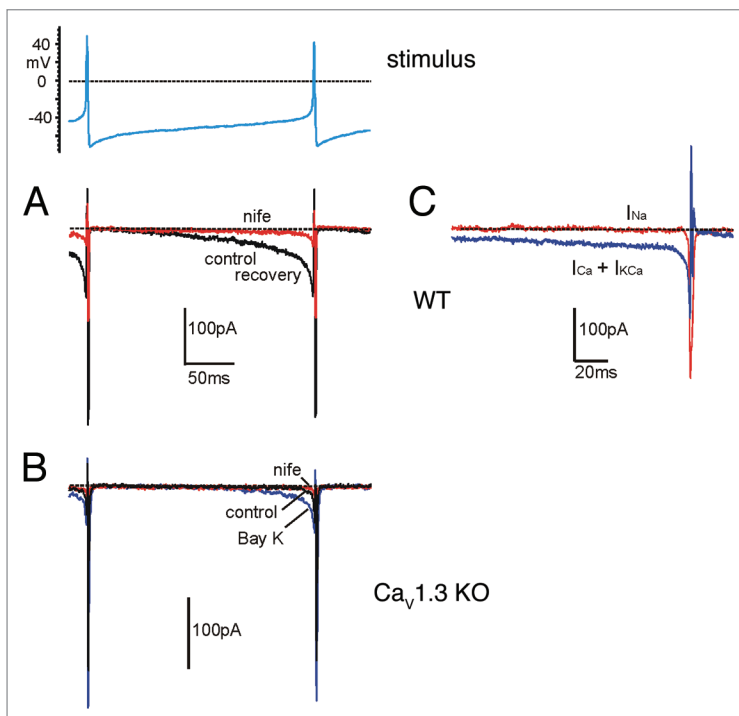 stimulus
40
mV
0
-40
A
nife
control
recovery
100pA
50ms
C
INa
ICa + IKCa
WT
100pA
20ms
B
nife
control
Bay K
100pA
CaV1.3 KO